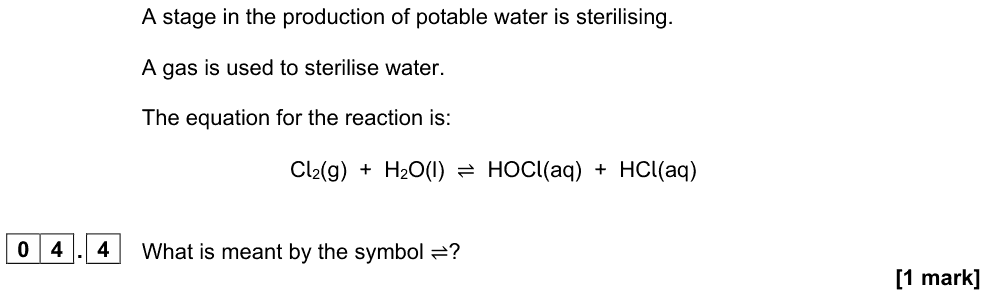 A stage in the production of potable water is sterilising.
A gas is used to sterilise water.
The equation for the reaction is:
Cl₂(g) + H₂O(l) ⇌ HOCl(aq) + HCl(aq)
0 4 . 4 What is meant by the symbol ⇌?
[1 mark]